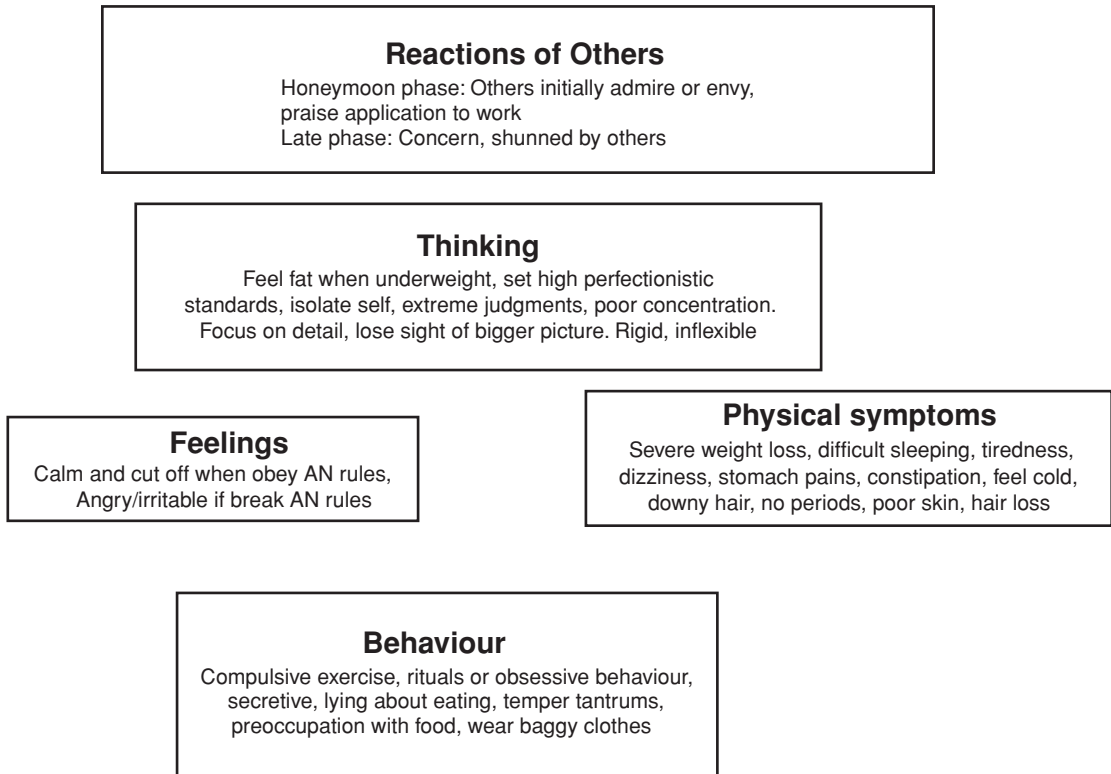 Reactions of Others
Honeymoon phase: Others initially admire or envy,
praise application to work
Late phase: Concern, shunned by others
Thinking
Feel fat when underweight, set high perfectionistic
standards, isolate self, extreme judgments, poor concentration.
Focus on detail, lose sight of bigger picture. Rigid, inflexible
Feelings
Calm and cut off when obey AN rules,
Angry/irritable if break AN rules
Physical symptoms
Severe weight loss, difficult sleeping, tiredness,
dizziness, stomach pains, constipation, feel cold,
downy hair, no periods, poor skin, hair loss
Behaviour
Compulsive exercise, rituals or obsessive behaviour,
secretive, lying about eating, temper tantrums,
preoccupation with food, wear baggy clothes